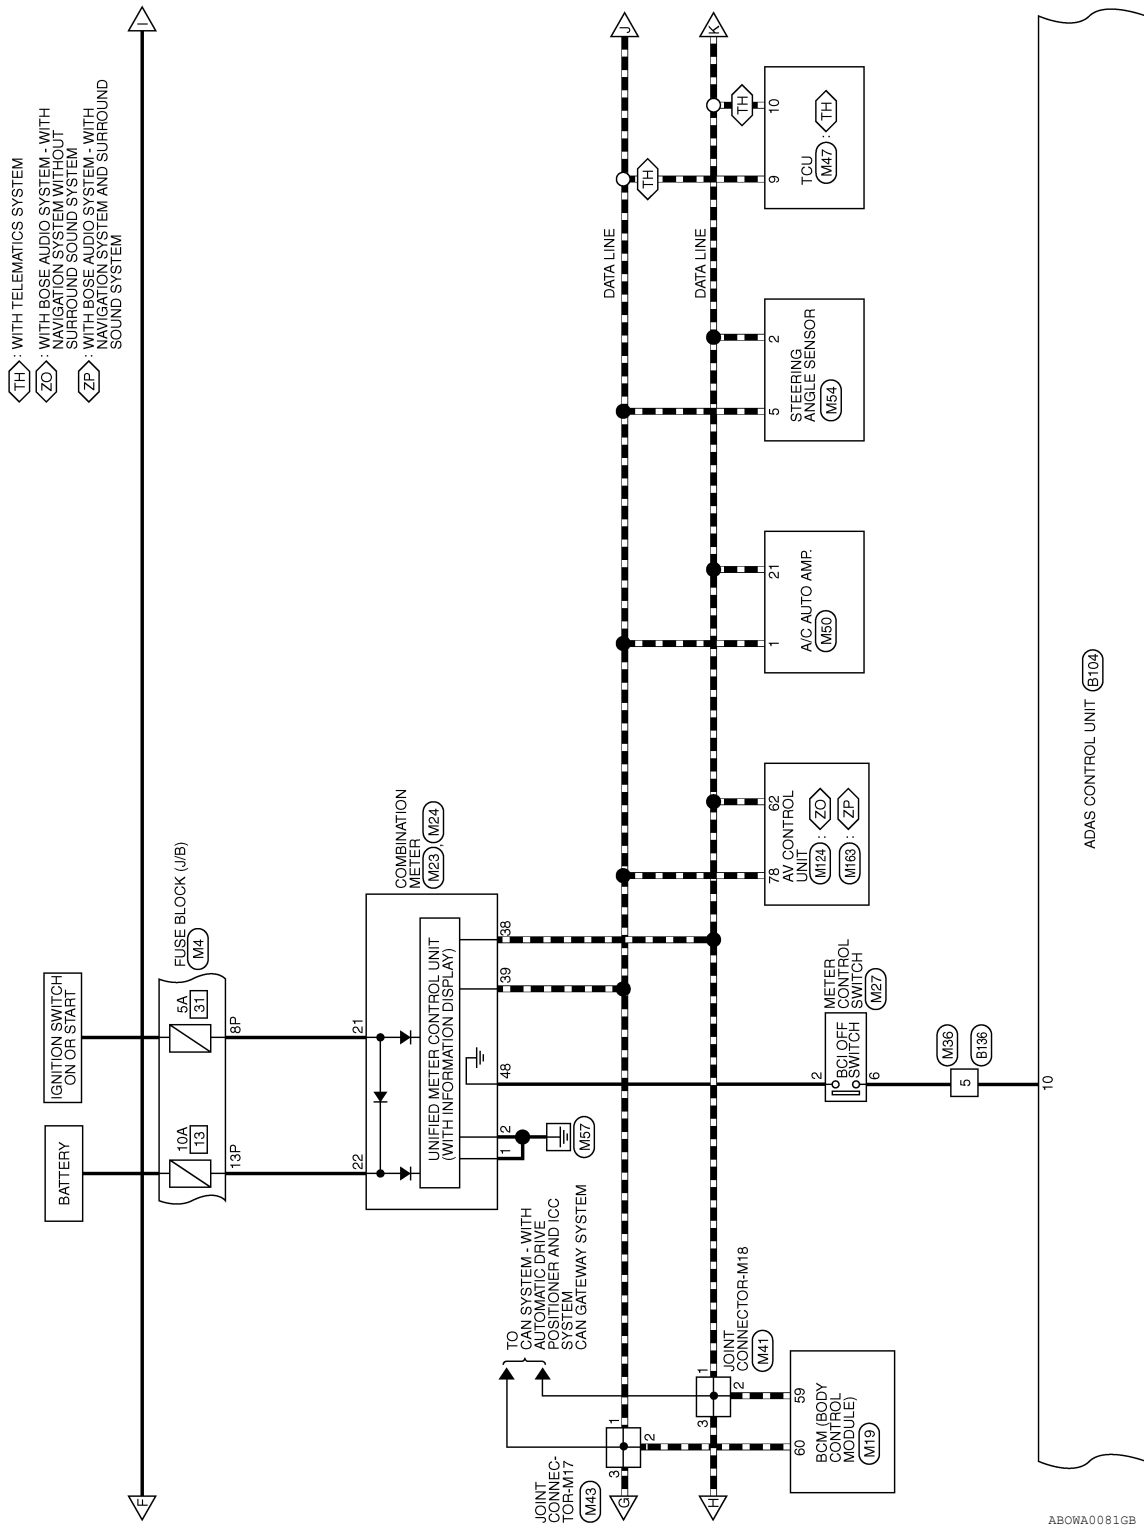 TH : WITH TELEMATICS SYSTEM
ZO : WITH BOSE AUDIO SYSTEM - WITH
NAVIGATION SYSTEM WITHOUT
SURROUND SOUND SYSTEM
ZP : WITH BOSE AUDIO SYSTEM - WITH
NAVIGATION SYSTEM AND SURROUND
SOUND SYSTEM
F
I
BATTERY
IGNITION SWITCH
ON OR START
10A
13
5A
31
FUSE BLOCK (J/B)
M4
13P
8P
22
21
COMBINATION
METER
M23 , M24
UNIFIED METER CONTROL UNIT
(WITH INFORMATION DISPLAY)
1
2
48
39
38
M57
TO
CAN SYSTEM - WITH
AUTOMATIC DRIVE
POSITIONER AND ICC
SYSTEM
CAN GATEWAY SYSTEM
JOINT
CONNEC-
TOR-M17
M43
3
1
2
G
DATA LINE
J
TH
JOINT
CONNECTOR-M18
M41
3
1
2
H
DATA LINE
K
TH
60
59
BCM (BODY
CONTROL
MODULE)
M19
2
BCI OFF
SWITCH
6
METER
CONTROL
SWITCH
M27
78
62
AV CONTROL
UNIT
M124 : ZO
M163 : ZP
1
21
A/C AUTO AMP.
M50
5
2
STEERING
ANGLE SENSOR
M54
9
10
TCU
M47 : TH
5
M36
B136
10
ADAS CONTROL UNIT B104
ABOWA0081GB